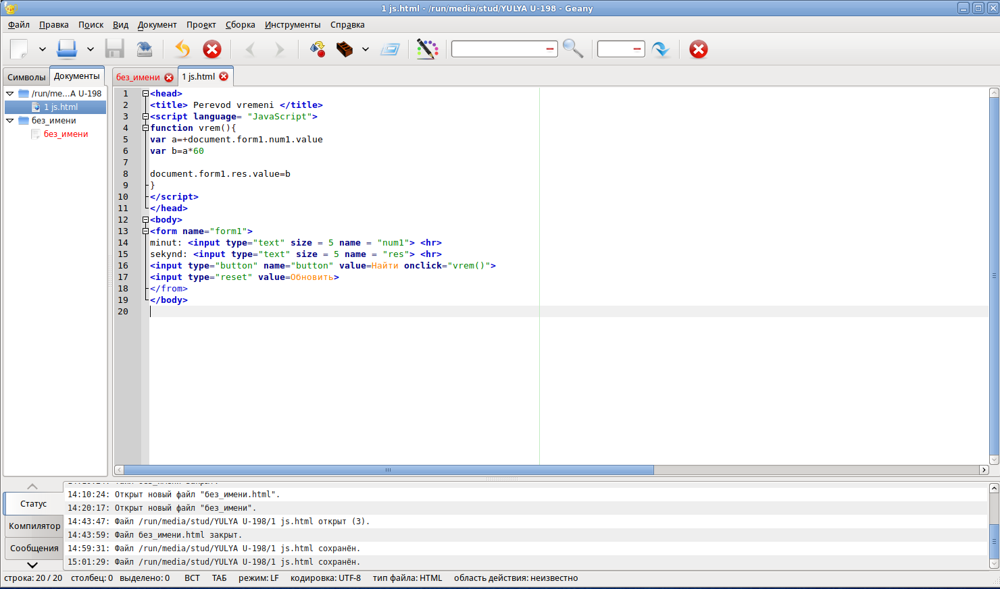 1 js.html - /run/media/stud/YULYA U-198 - Geany
Файл Правка Поиск Вид Документ Проект Сборка Инструменты Справка
Символы Документы
/run/me...A U-198
1 js.html
без_имени
без_имени
без_имени 1 js.html
1 <head>
2 <title> Perevod vremeni </title>
3 <script language= "JavaScript">
4 function vrem(){
5 var a=+document.form1.num1.value
6 var b=a*60
7
8 document.form1.res.value=b
9 }
10 </script>
11 </head>
12 <body>
13 <form name="form1">
14 minut: <input type="text" size = 5 name = "num1"> <hr>
15 sekynd: <input type="text" size = 5 name = "res"> <hr>
16 <input type="button" name="button" value=Найти onclick="vrem()">
17 <input type="reset" value=Обновить>
18 </from>
19 </body>
20
Статус
Компилятор
Сообщения
14:10:24: Открыт новый файл "без_имени.html".
14:20:17: Открыт новый файл "без_имени".
14:43:47: Файл /run/media/stud/YULYA U-198/1 js.html открыт (3).
14:43:59: Файл без_имени.html закрыт.
14:59:31: Файл /run/media/stud/YULYA U-198/1 js.html сохранён.
15:01:29: Файл /run/media/stud/YULYA U-198/1 js.html сохранён.
строка: 20 / 20 столбец: 0 выделено: 0 ВСТ ТАБ режим: LF кодировка: UTF-8 тип файла: HTML область действия: неизвестно